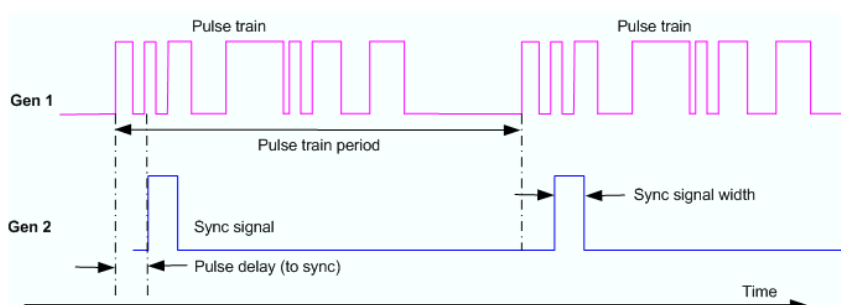 Pulse train
Pulse train
Gen 1
Pulse train period
Sync signal width
Gen 2
Sync signal
Pulse delay (to sync)
Time